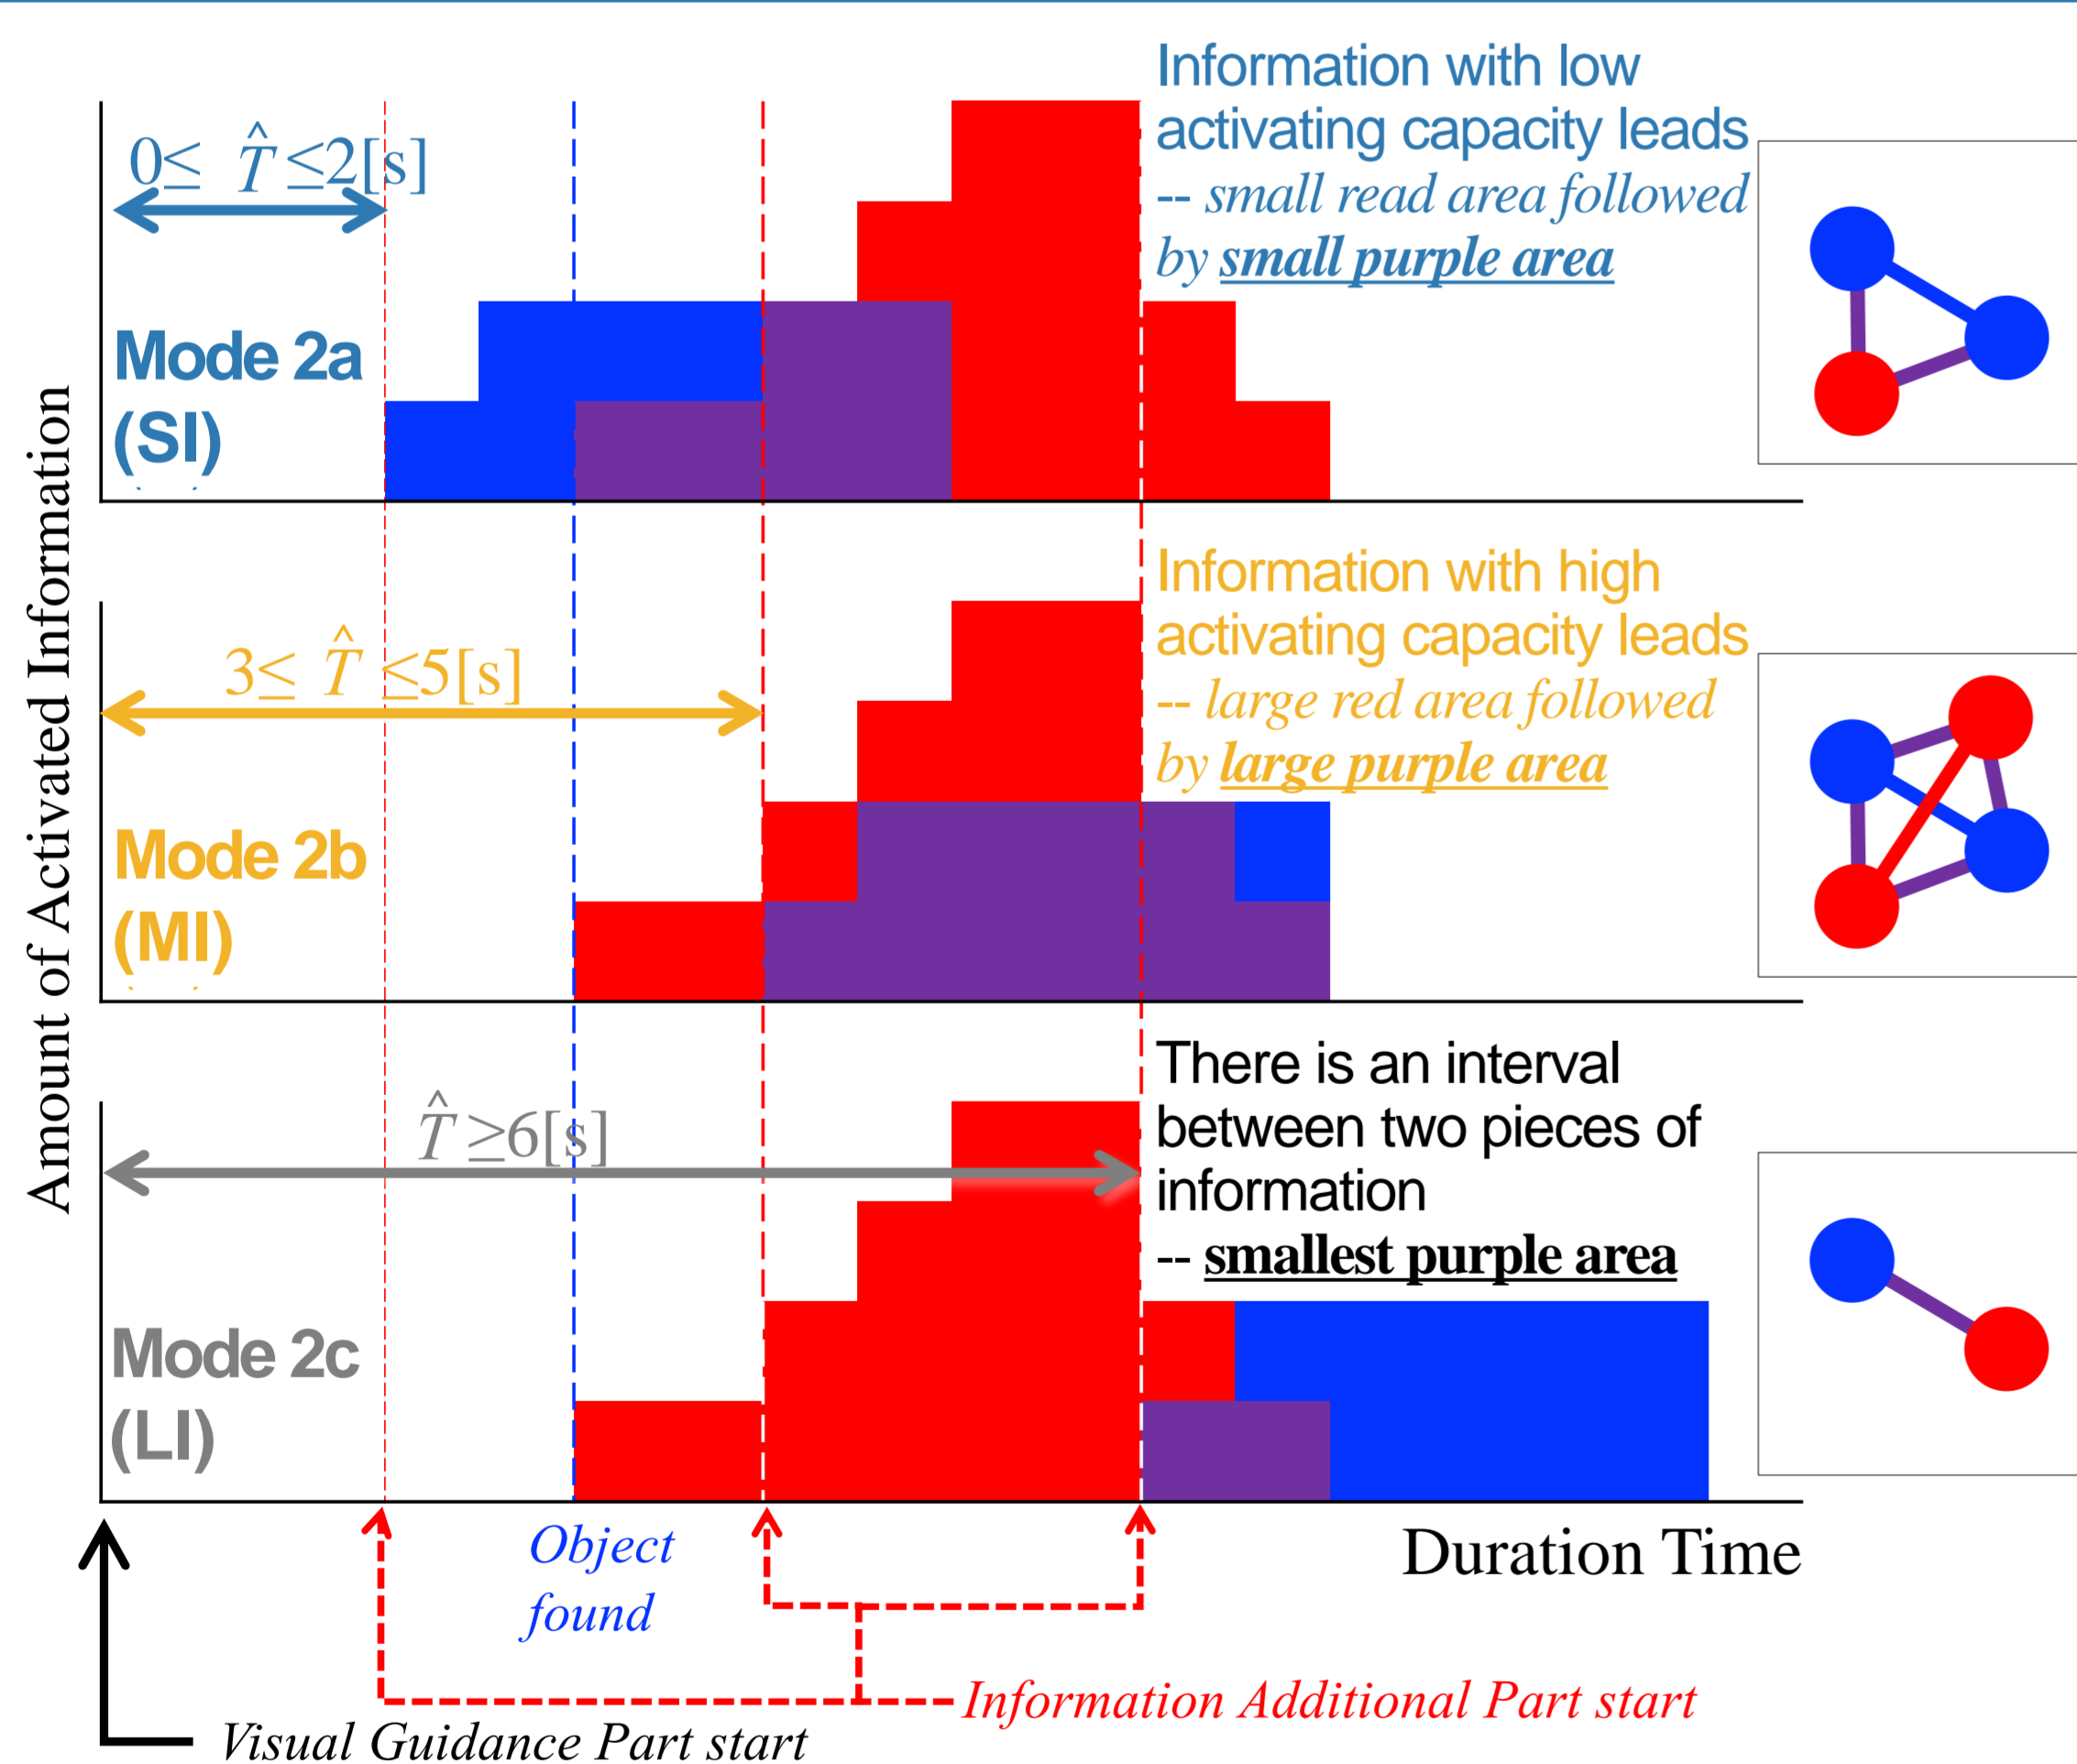 Amount of Activated Information
0≤ T̂ ≤2[s]
Mode 2a
(SI)
Information with low
activating capacity leads
-- small read area followed
by small purple area
3≤ T̂ ≤5[s]
Mode 2b
(MI)
Information with high
activating capacity leads
-- large red area followed
by large purple area
T̂ ≥6[s]
Mode 2c
(LI)
There is an interval
between two pieces of
information
-- smallest purple area
Object
found
Duration Time
Information Additional Part start
Visual Guidance Part start